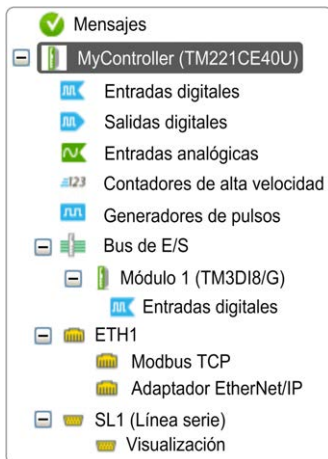 Mensajes
MyController (TM221CE40U)
Entradas digitales
Salidas digitales
Entradas analógicas
123 Contadores de alta velocidad
Generadores de pulsos
Bus de E/S
Módulo 1 (TM3DI8/G)
Entradas digitales
ETH1
Modbus TCP
Adaptador EtherNet/IP
SL1 (Línea serie)
Visualización